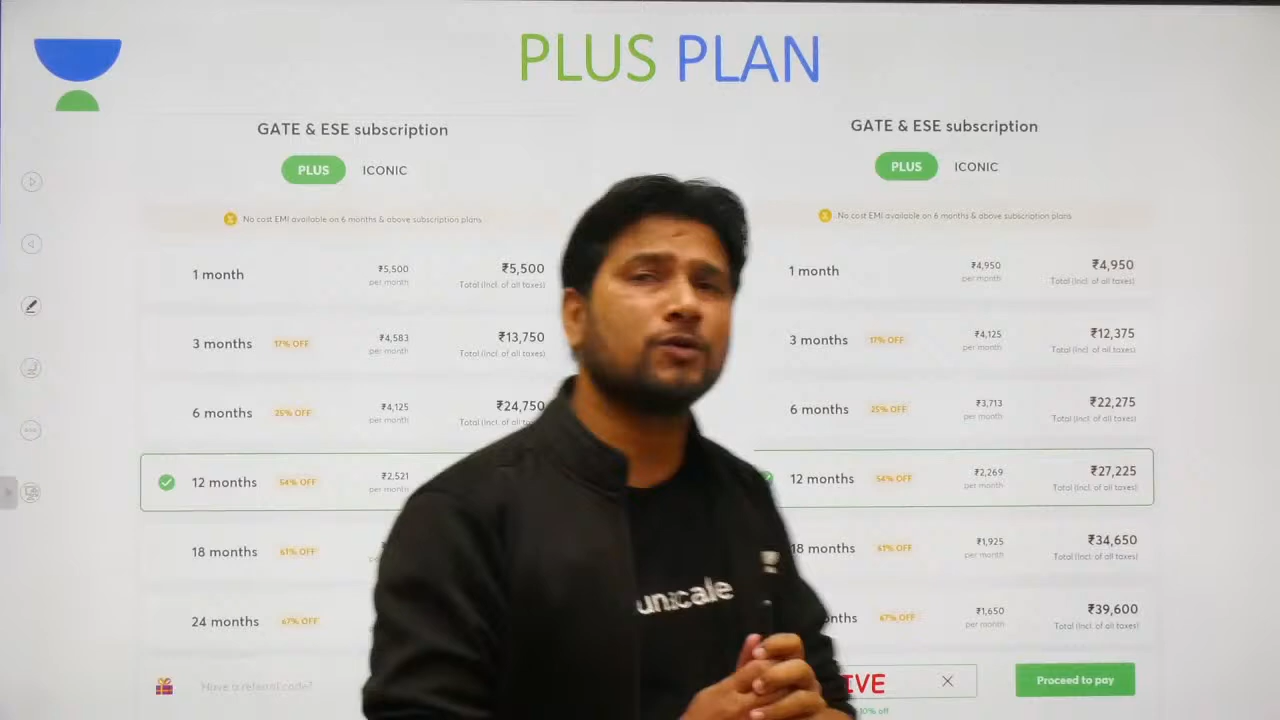 PLUS PLAN
GATE & ESE subscription
PLUS ICONIC
No cost EMI available on 6 months & above subscription plans
1 month ₹5,500 per month ₹5,500 Total (Incl. of all taxes)
3 months 17% OFF ₹4,583 per month ₹13,750 Total (Incl. of all taxes)
6 months 25% OFF ₹4,125 per month ₹24,750
12 months 54% OFF ₹2,521 per month
18 months 61% OFF
24 months 67% OFF
Have a referral code?
GATE & ESE subscription
PLUS ICONIC
No cost EMI available on 6 months & above subscription plans
1 month ₹4,950 per month ₹4,950 Total (Incl. of all taxes)
3 months 17% OFF ₹4,125 per month ₹12,375 Total (Incl. of all taxes)
6 months 25% OFF ₹3,713 per month ₹22,275 Total (Incl. of all taxes)
12 months 54% OFF ₹2,269 per month ₹27,225 Total (Incl. of all taxes)
18 months 61% OFF ₹1,925 per month ₹34,650 Total (Incl. of all taxes)
67% OFF ₹1,650 per month ₹39,600 Total (Incl. of all taxes)
Proceed to pay
10% off